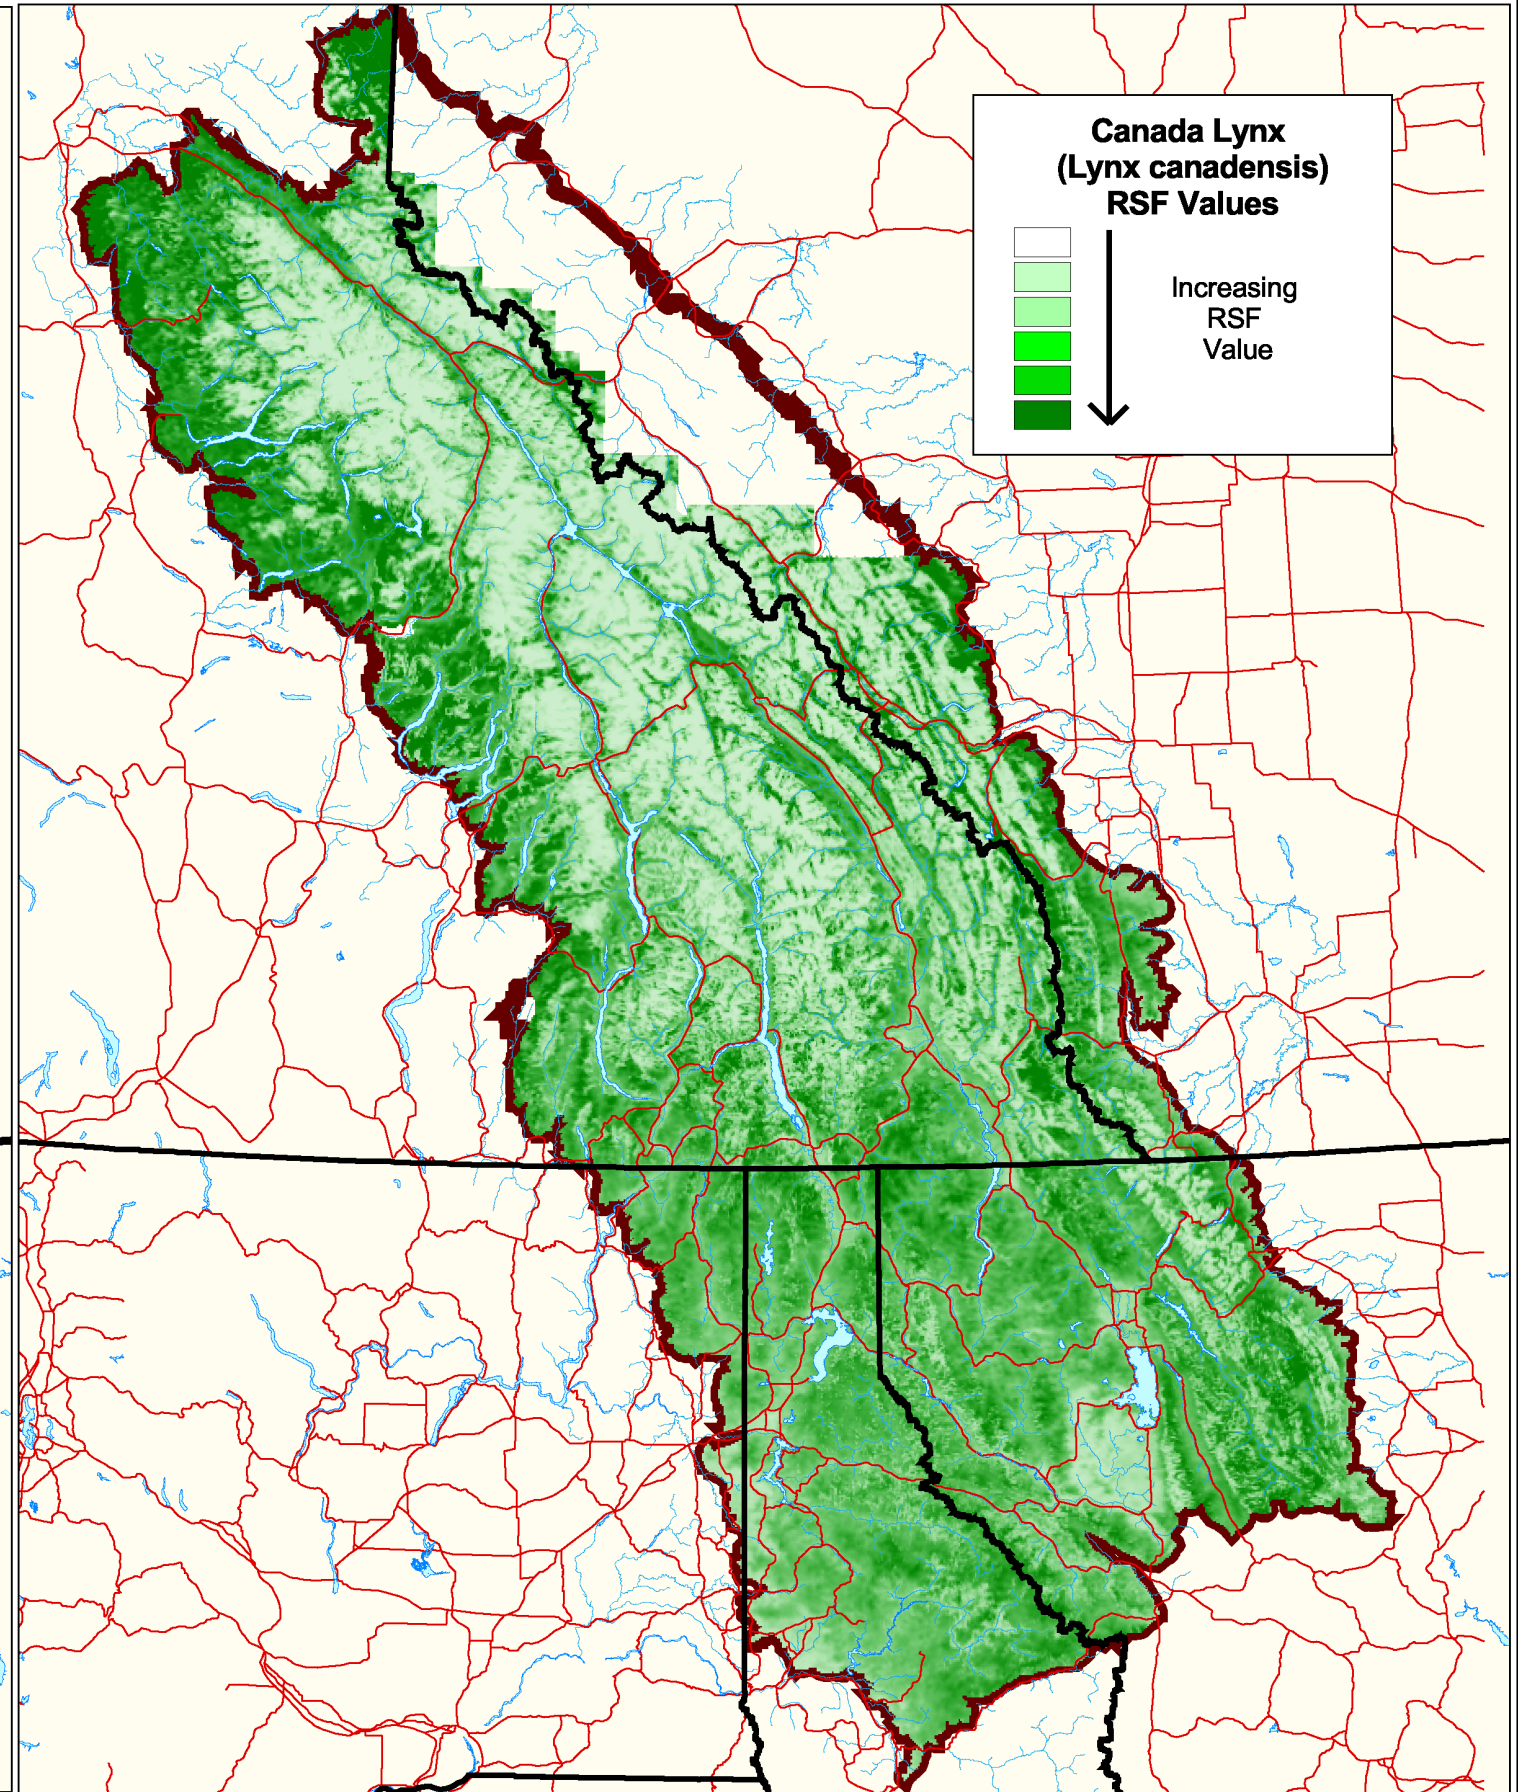 Canada Lynx
(Lynx canadensis)
RSF Values
Increasing
RSF
Value